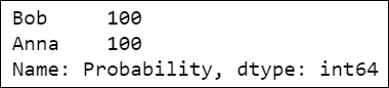 Bob     100
Anna    100
Name: Probability, dtype: int64